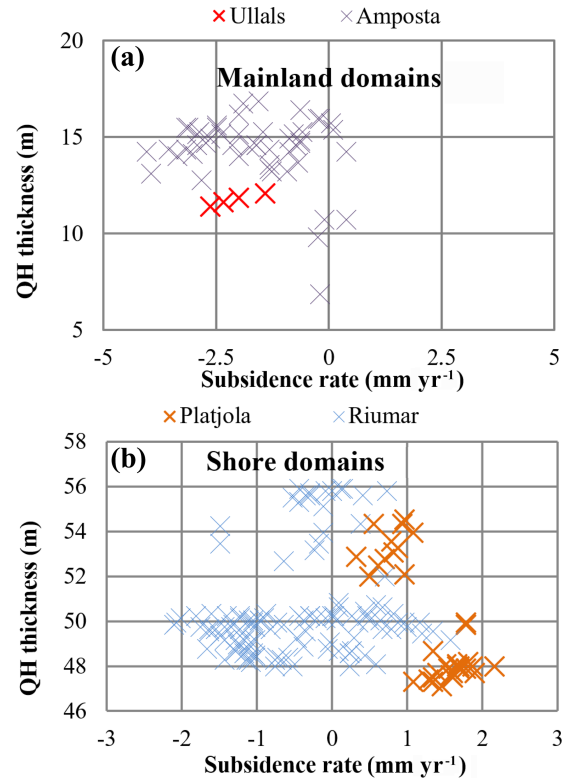 Ullals Amposta
(a) Mainland domains
20
15
10
5
QH thickness (m)
-5 -2.5 0 2.5 5
Subsidence rate (mm yr⁻¹)
Platjola Riumar
(b) Shore domains
58
56
54
52
50
48
46
QH thickness (m)
-2 -1 0 1 2 3
Subsidence rate (mm yr⁻¹)